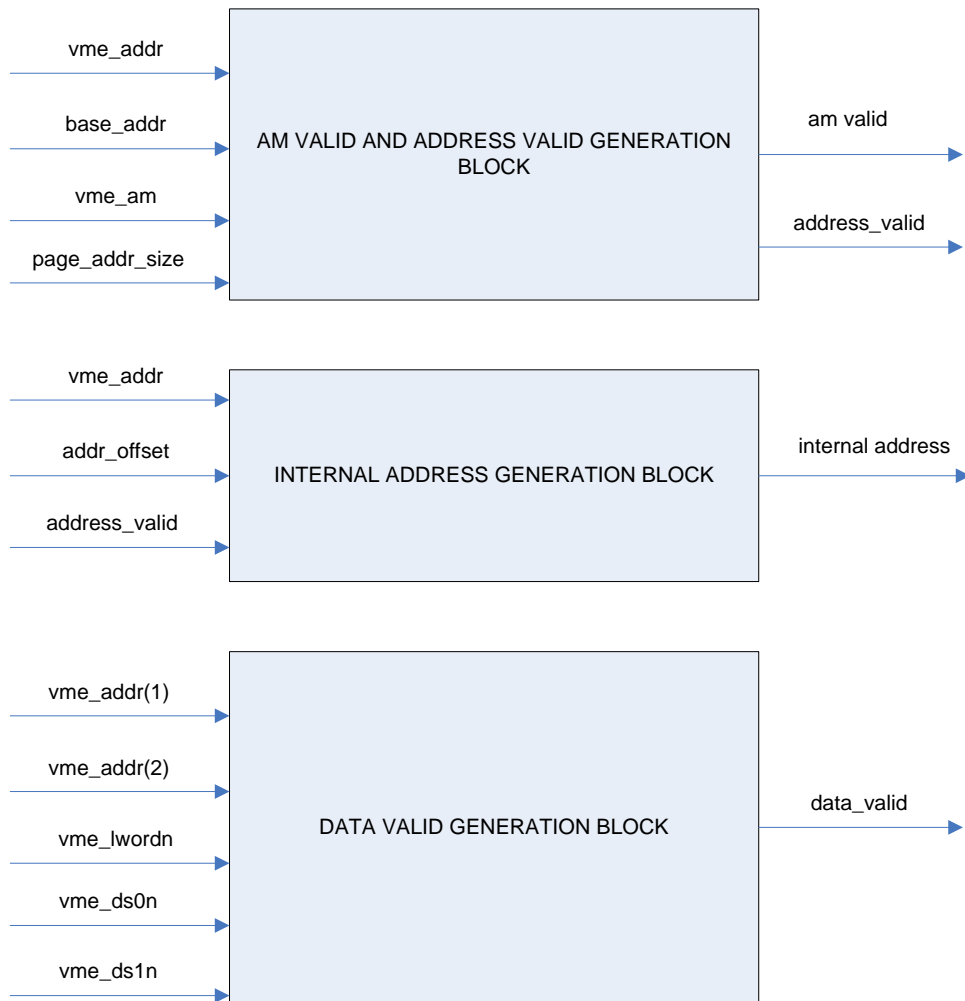 vme_addr
base_addr
vme_am
page_addr_size
AM VALID AND ADDRESS VALID GENERATION
BLOCK
am valid
address_valid
vme_addr
addr_offset
address_valid
INTERNAL ADDRESS GENERATION BLOCK
internal address
vme_addr(1)
vme_addr(2)
vme_lwordn
vme_ds0n
vme_ds1n
DATA VALID GENERATION BLOCK
data_valid